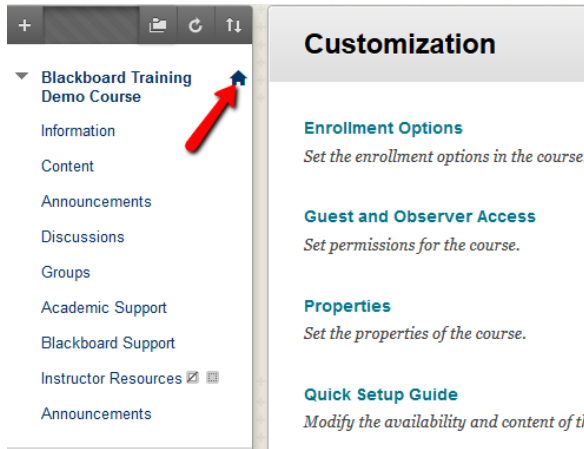 Blackboard Training
Demo Course
Information
Content
Announcements
Discussions
Groups
Academic Support
Blackboard Support
Instructor Resources
Announcements
Customization
Enrollment Options
Set the enrollment options in the course.
Guest and Observer Access
Set permissions for the course.
Properties
Set the properties of the course.
Quick Setup Guide
Modify the availability and content of